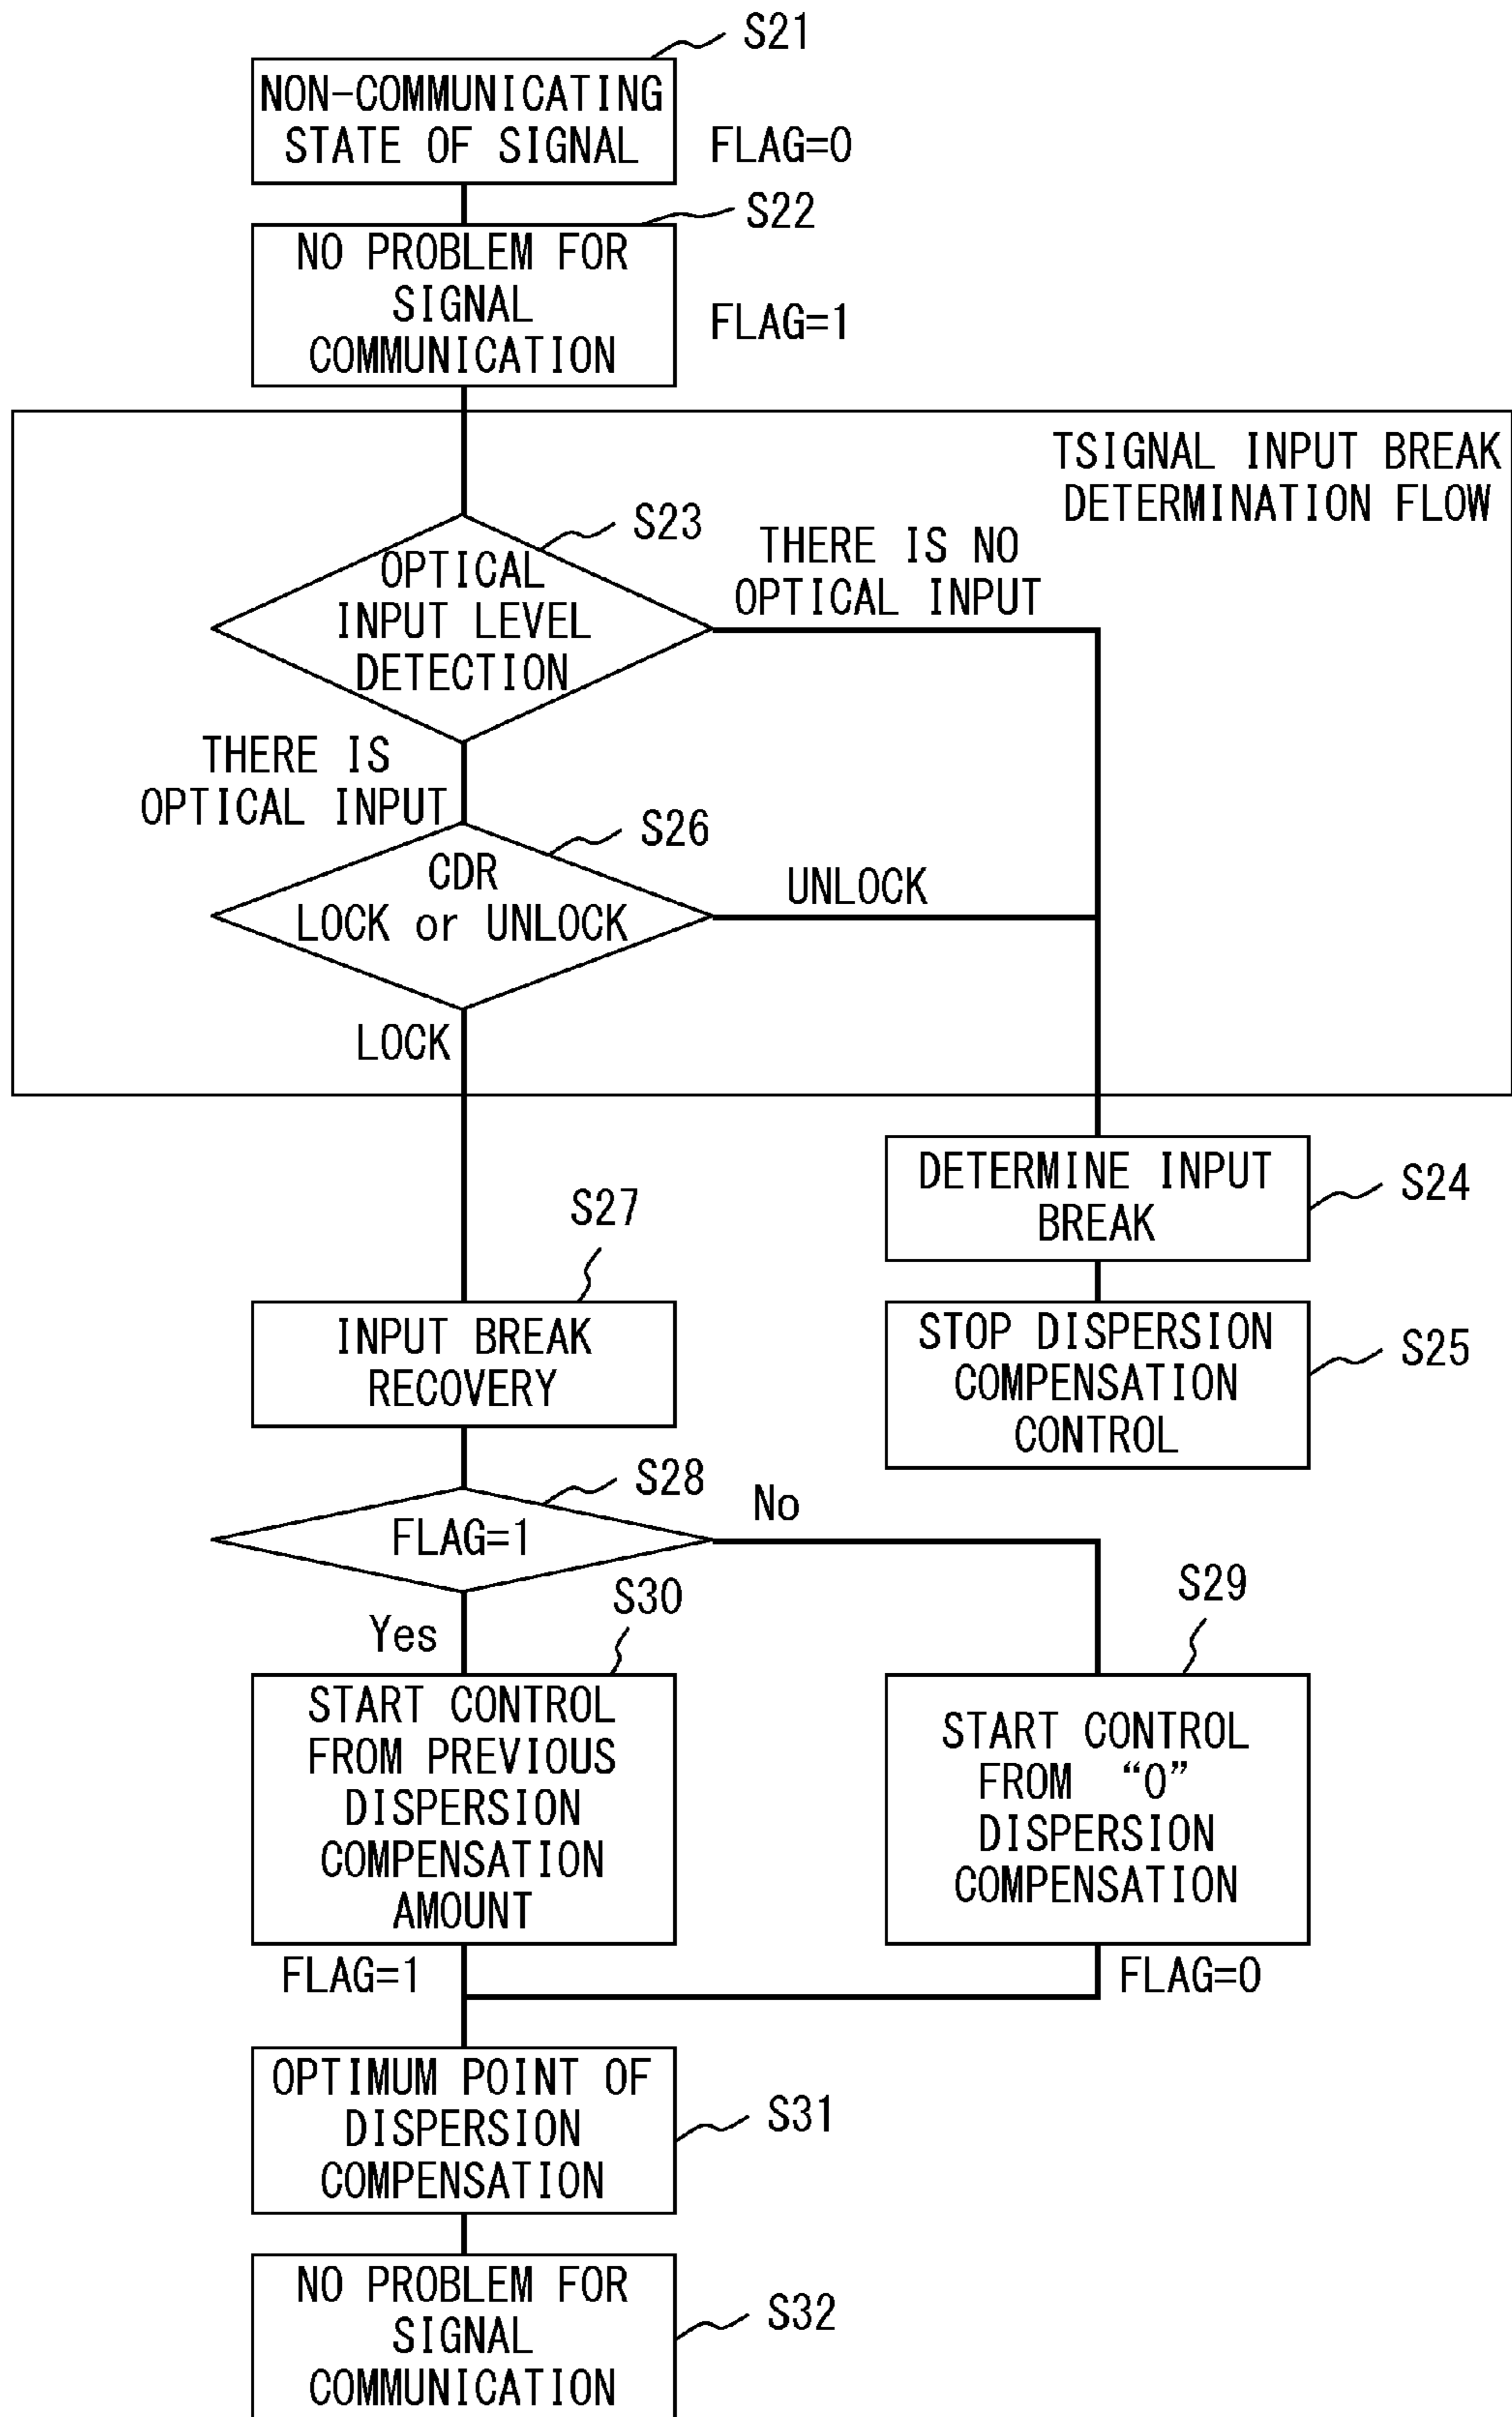 S21
NON-COMMUNICATING
STATE OF SIGNAL
FLAG=0
S22
NO PROBLEM FOR
SIGNAL
COMMUNICATION
FLAG=1
TSIGNAL INPUT BREAK
DETERMINATION FLOW
S23
OPTICAL
INPUT LEVEL
DETECTION
THERE IS NO
OPTICAL INPUT
THERE IS
OPTICAL INPUT
S26
CDR
LOCK or UNLOCK
UNLOCK
LOCK
DETERMINE INPUT
BREAK
S24
S27
INPUT BREAK
RECOVERY
STOP DISPERSION
COMPENSATION
CONTROL
S25
S28
FLAG=1
No
Yes
S30
START CONTROL
FROM PREVIOUS
DISPERSION
COMPENSATION
AMOUNT
FLAG=1
S29
START CONTROL
FROM “0”
DISPERSION
COMPENSATION
FLAG=0
OPTIMUM POINT OF
DISPERSION
COMPENSATION
S31
NO PROBLEM FOR
SIGNAL
COMMUNICATION
S32